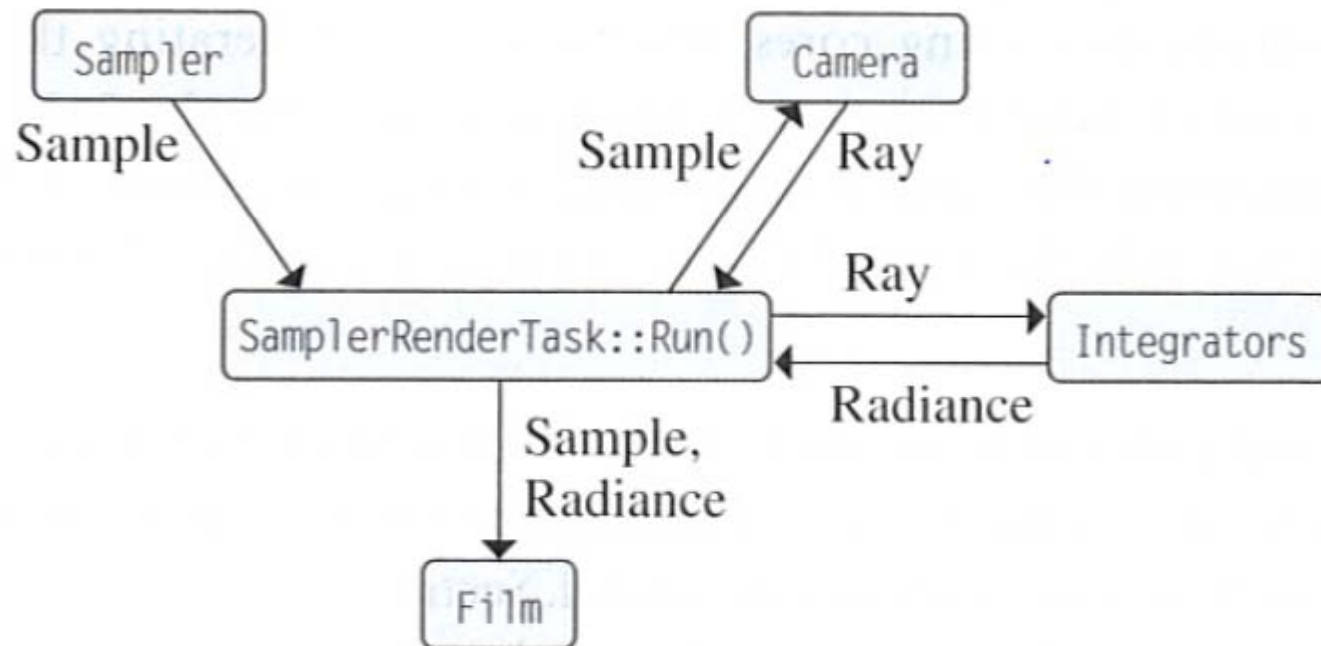 Sampler
Camera
Sample
Sample
Ray
Ray
SamplerRenderTask::Run()
Integrators
Radiance
Sample,
Radiance
Film